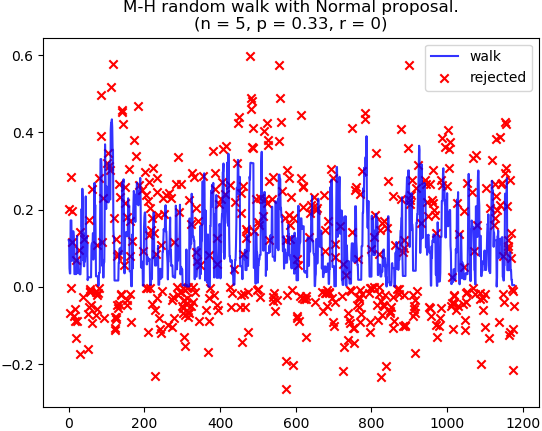 M-H random walk with Normal proposal.
(n = 5, p = 0.33, r = 0)
walk
rejected
0.6
0.4
0.2
0.0
−0.2
0 200 400 600 800 1000 1200